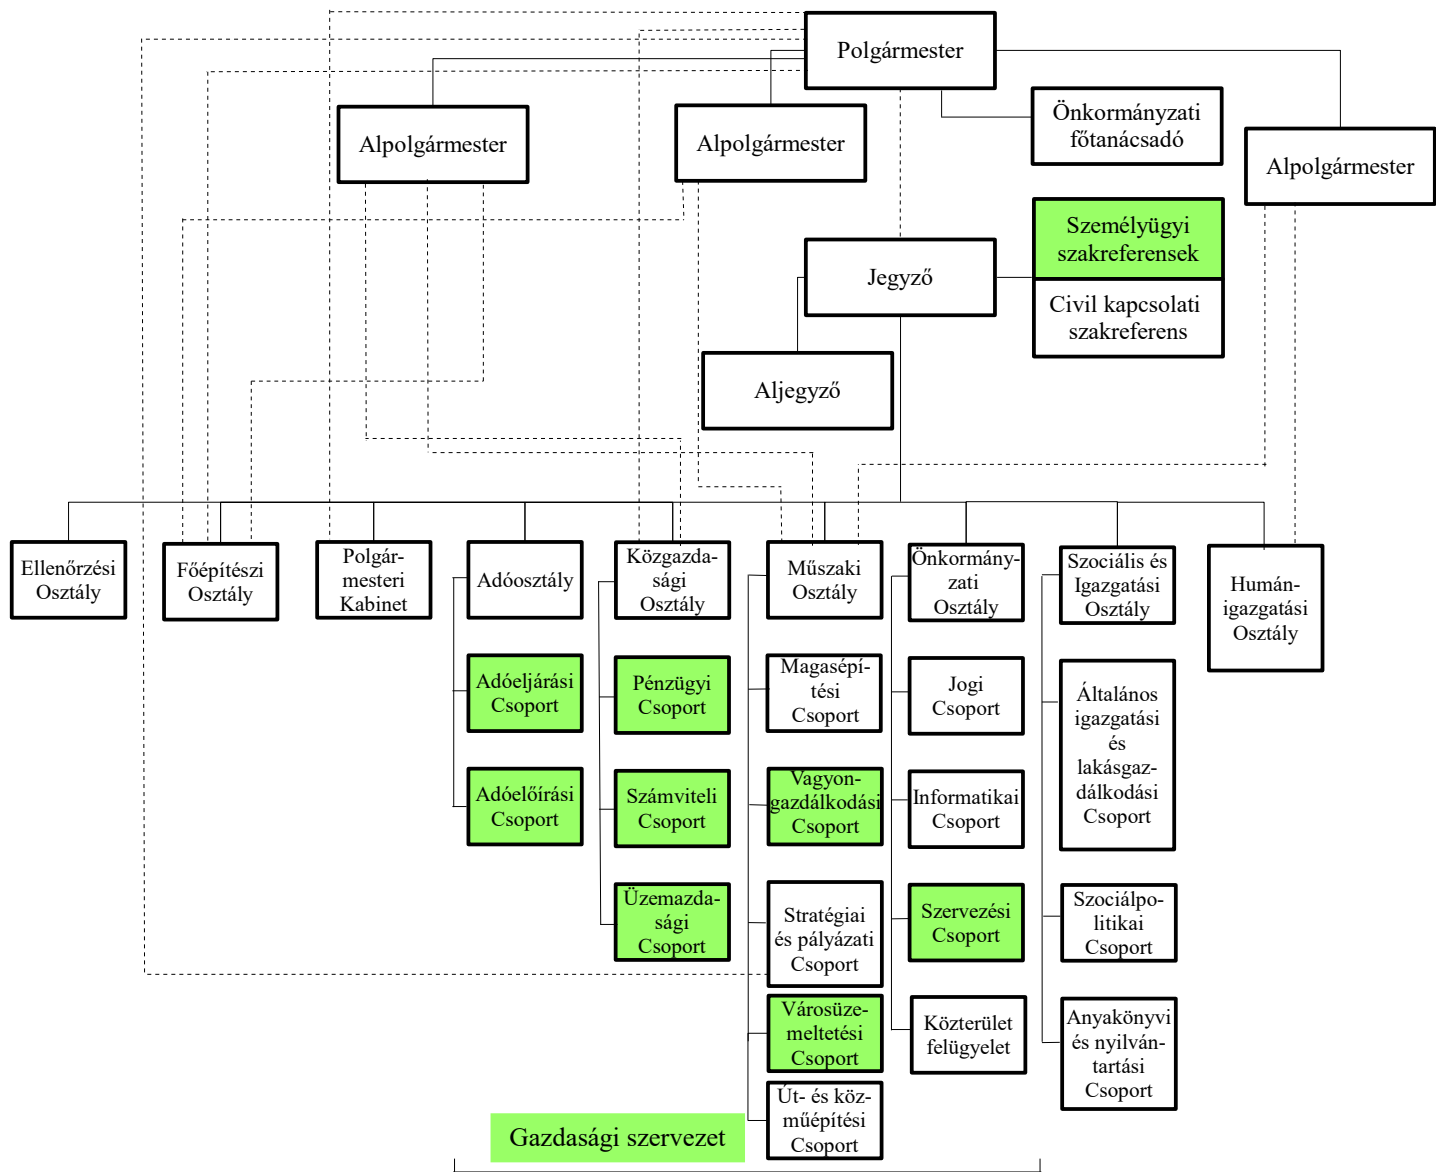 Polgármester
Önkormányzati
főtanácsadó
Alpolgármester
Alpolgármester
Alpolgármester
Személyügyi
szakreferensek
Jegyző
Civil kapcsolati
szakreferens
Aljegyző
Ellenőrzési
Osztály
Főépítészi
Osztály
Polgár-
mesteri
Kabinet
Adóosztály
Közgazda-
sági
Osztály
Műszaki
Osztály
Önkormány-
zati
Osztály
Szociális és
Igazgatási
Osztály
Humán-
igazgatási
Osztály
Adóeljárási
Csoport
Pénzügyi
Csoport
Magasépí-
tési
Csoport
Jogi
Csoport
Általános
igazgatási
és
lakásgaz-
dálkodási
Csoport
Adóelőírási
Csoport
Számviteli
Csoport
Vagyon-
gazdálkodási
Csoport
Informatikai
Csoport
Üzemazda-
sági
Csoport
Stratégiai
és pályázati
Csoport
Szervezési
Csoport
Szociálpo-
litikai
Csoport
Városüze-
meltetési
Csoport
Közterület
felügyelet
Anyakönyvi
és nyilván-
tartási
Csoport
Út- és köz-
műépítési
Csoport
Gazdasági szervezet